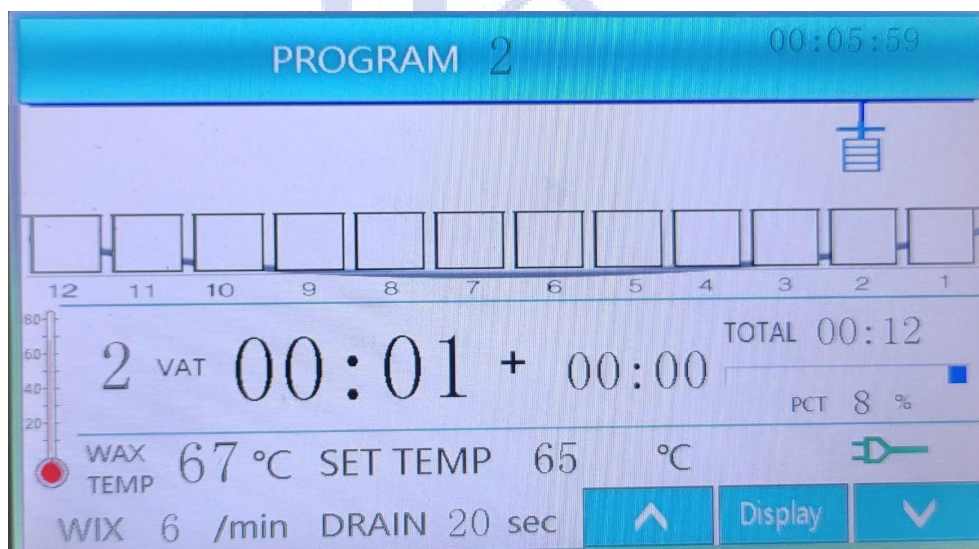 PROGRAM 2 00:05:59
12 11 10 9 8 7 6 5 4 3 2 1
80
60
40
20
2 VAT 00:01 + 00:00
TOTAL 00:12
PCT 8 %
WAX TEMP 67 °C SET TEMP 65 °C
WIX 6 /min DRAIN 20 sec
Display